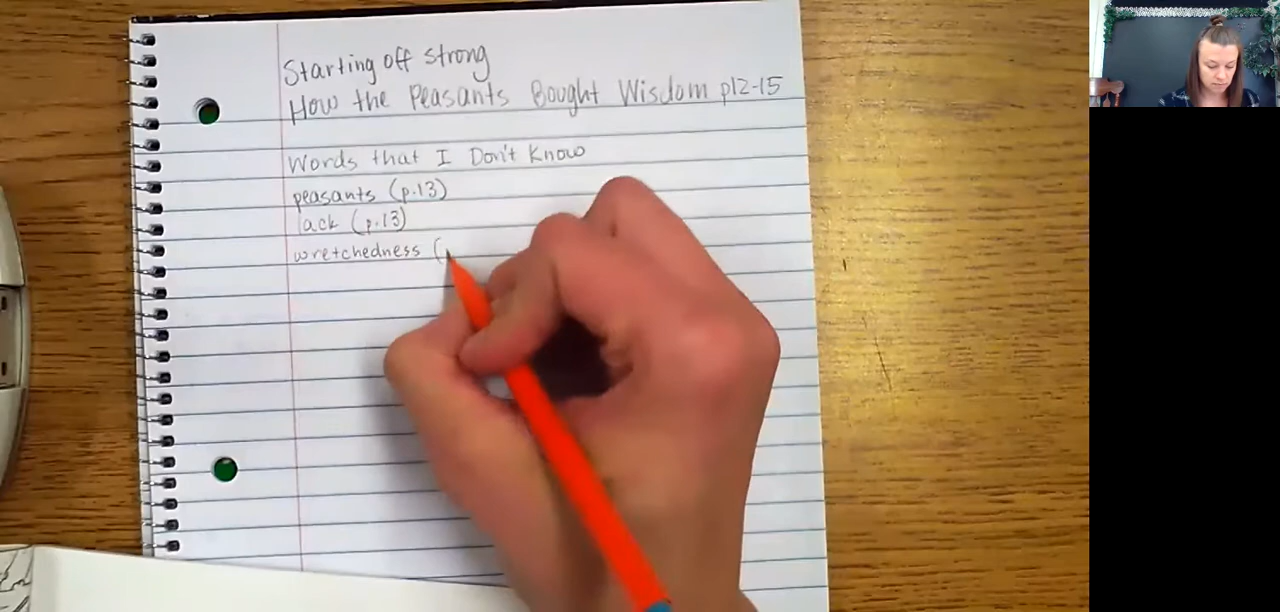 Starting off strong
How the Peasants Bought Wisdom p12-15
Words that I Don't Know
peasants (p.13)
lack (p.13)
wretchedness (